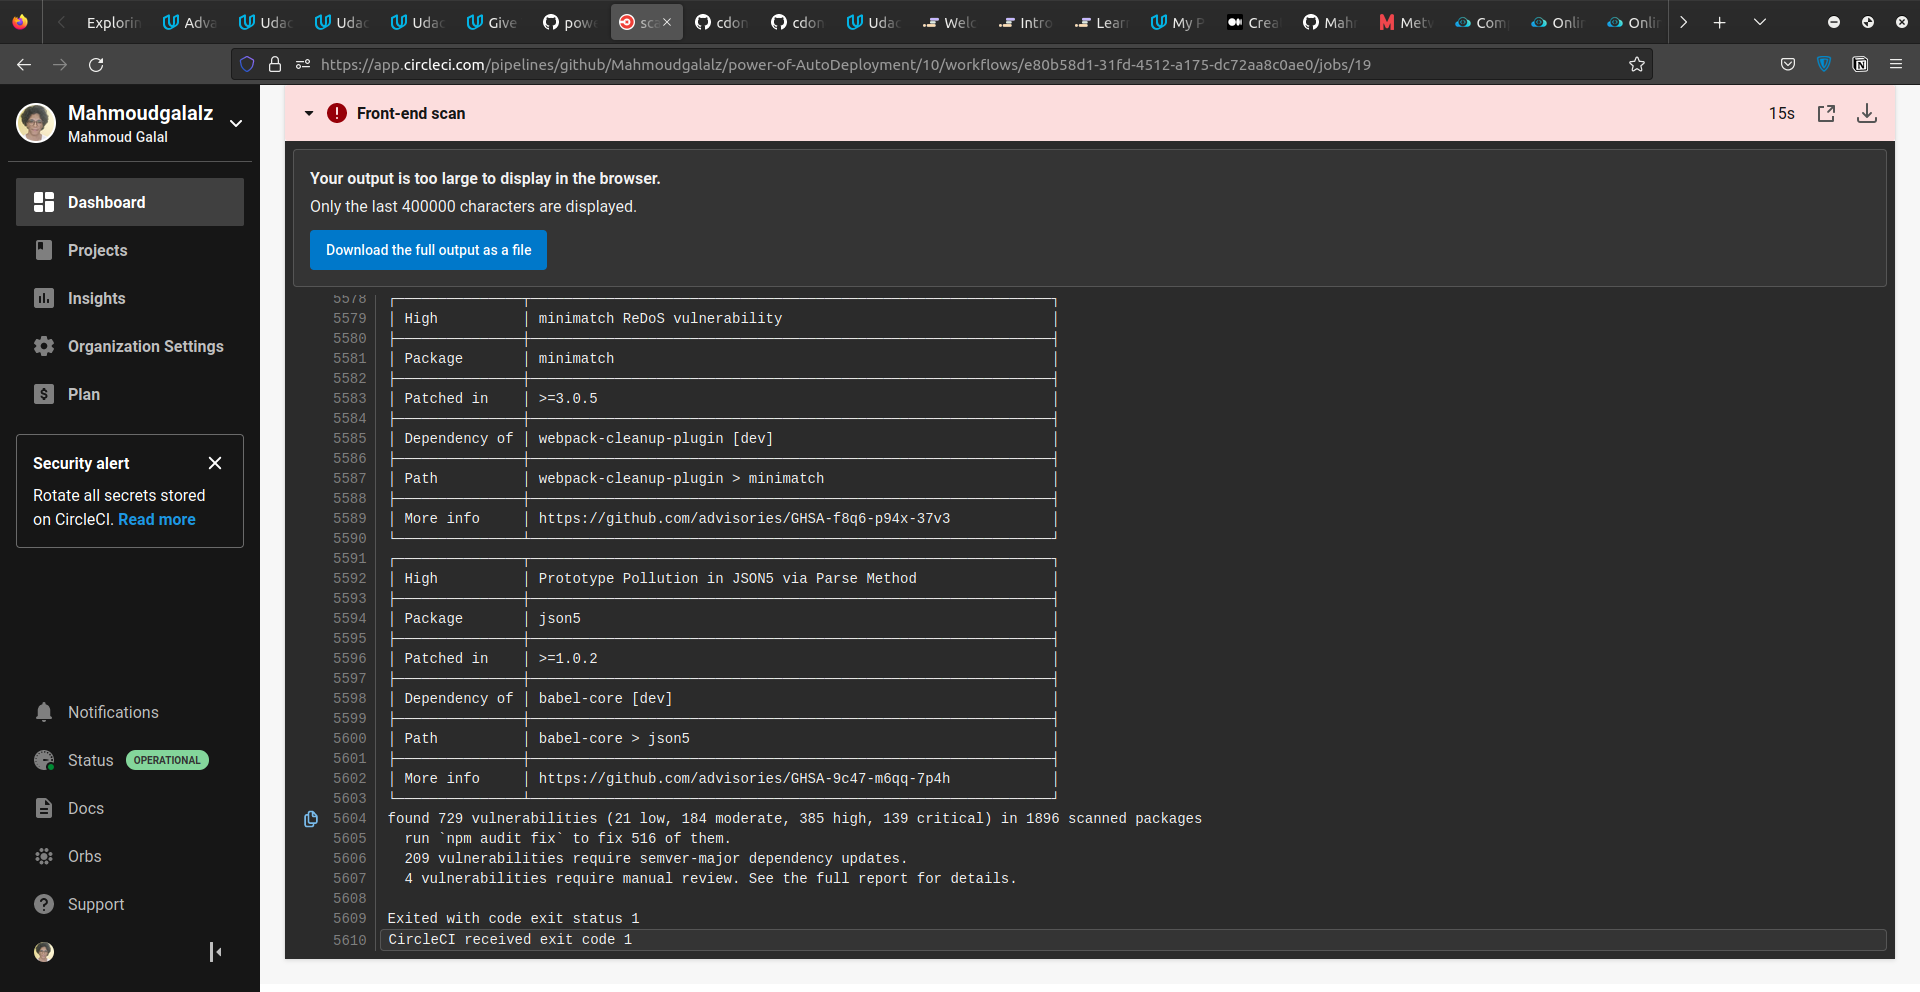 Explorin
Adva
Udac
Udac
Udac
Give
powe
sca
cdon
cdon
Udac
Welc
Intro
Learn
My P
Crea
Mahm
Metv
Com
Onlin
Onlin
https://app.circleci.com/pipelines/github/Mahmoudgalalz/power-of-AutoDeployment/10/workflows/e80b58d1-31fd-4512-a175-dc72aa8c0ae0/jobs/19
Mahmoudgalalz
Mahmoud Galal
Dashboard
Projects
Insights
Organization Settings
Plan
Security alert
Rotate all secrets stored
on CircleCI. Read more
Notifications
Status OPERATIONAL
Docs
Orbs
Support
Front-end scan 15s
Your output is too large to display in the browser.
Only the last 400000 characters are displayed.
Download the full output as a file
5578
5579 High minimatch ReDoS vulnerability
5580
5581 Package minimatch
5582
5583 Patched in >=3.0.5
5584
5585 Dependency of webpack-cleanup-plugin [dev]
5586
5587 Path webpack-cleanup-plugin > minimatch
5588
5589 More info https://github.com/advisories/GHSA-f8q6-p94x-37v3
5590
5591
5592 High Prototype Pollution in JSON5 via Parse Method
5593
5594 Package json5
5595
5596 Patched in >=1.0.2
5597
5598 Dependency of babel-core [dev]
5599
5600 Path babel-core > json5
5601
5602 More info https://github.com/advisories/GHSA-9c47-m6qq-7p4h
5603
5604 found 729 vulnerabilities (21 low, 184 moderate, 385 high, 139 critical) in 1896 scanned packages
5605 run `npm audit fix` to fix 516 of them.
5606 209 vulnerabilities require semver-major dependency updates.
5607 4 vulnerabilities require manual review. See the full report for details.
5608
5609 Exited with code exit status 1
5610 CircleCI received exit code 1